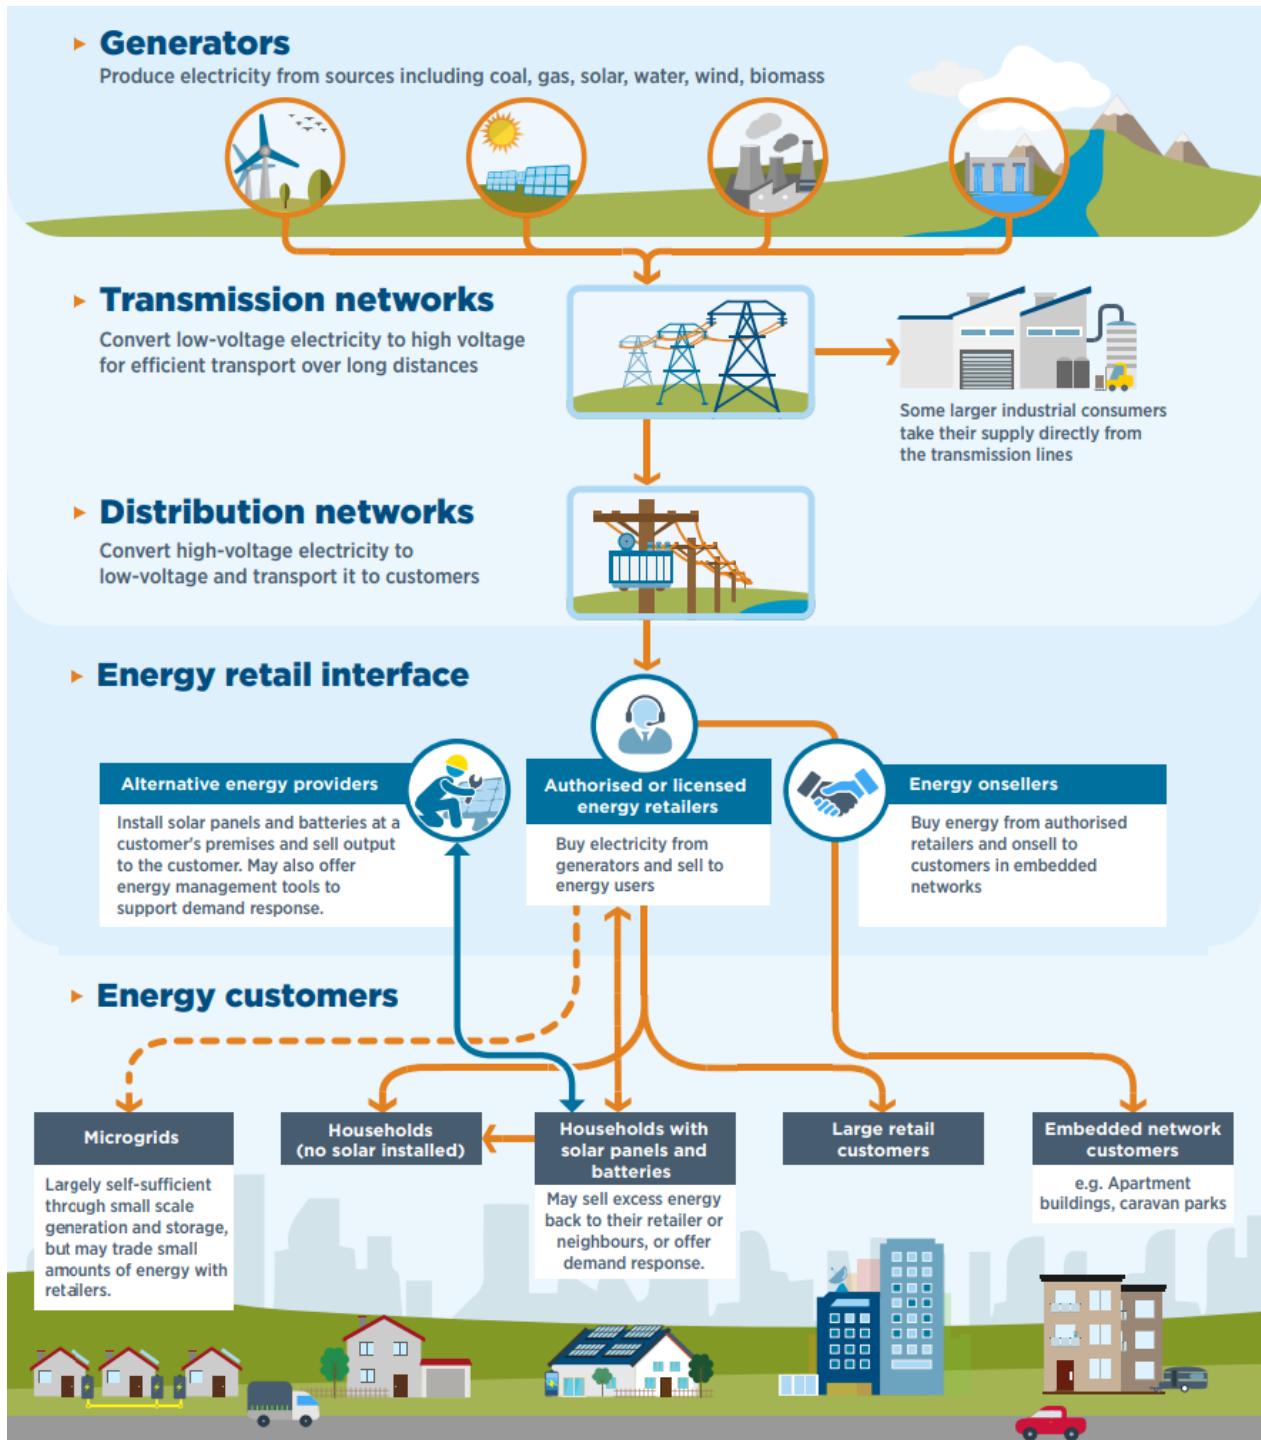 Generators
Produce electricity from sources including coal, gas, solar, water, wind, biomass
Transmission networks
Convert low-voltage electricity to high voltage
for efficient transport over long distances
Some larger industrial consumers
take their supply directly from
the transmission lines
Distribution networks
Convert high-voltage electricity to
low-voltage and transport it to customers
Energy retail interface
Alternative energy providers
Install solar panels and batteries at a
customer's premises and sell output
to the customer. May also offer
energy management tools to
support demand response.
Authorised or licensed
energy retailers
Buy electricity from
generators and sell to
energy users
Energy onsellers
Buy energy from authorised
retailers and onsell to
customers in embedded
networks
Energy customers
Microgrids
Largely self-sufficient
through small scale
generation and storage,
but may trade small
amounts of energy with
retailers.
Households
(no solar installed)
Households with
solar panels and
batteries
May sell excess energy
back to their retailer or
neighbours, or offer
demand response.
Large retail
customers
Embedded network
customers
e.g. Apartment
buildings, caravan parks